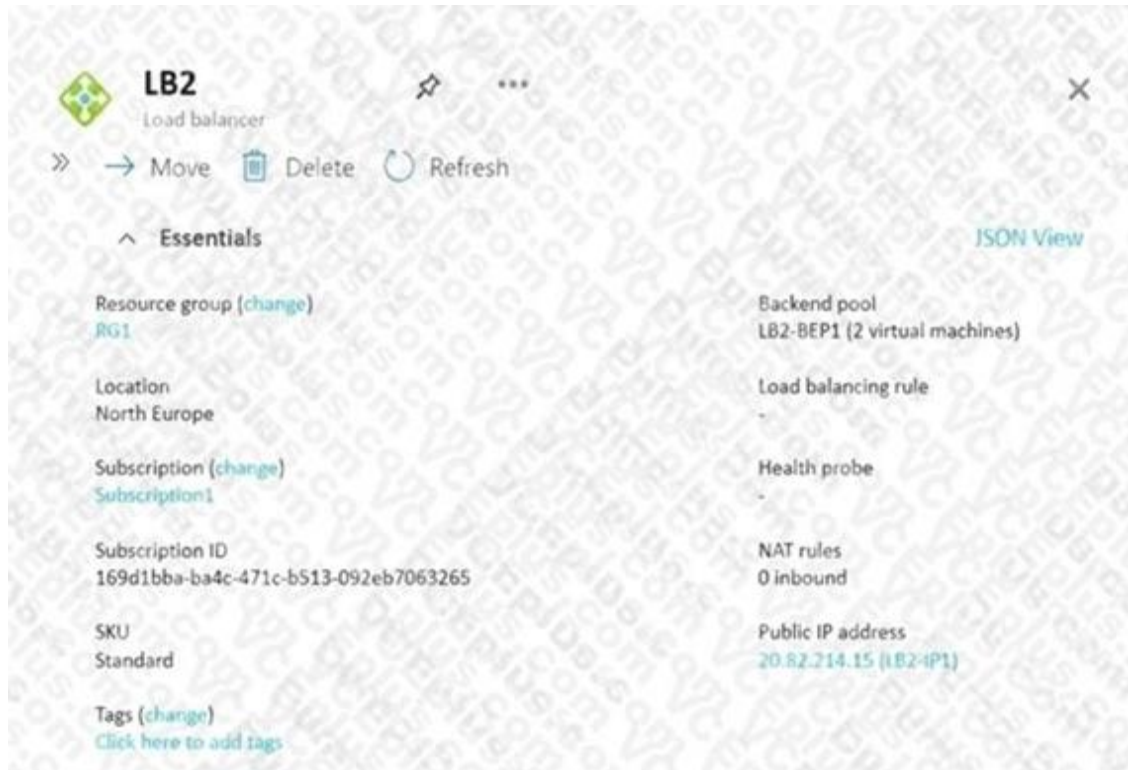 LB2
Load balancer
Move Delete Refresh
Essentials
JSON View
Resource group (change)
RG1
Location
North Europe
Subscription (change)
Subscription1
Subscription ID
169d1bba-ba4c-471c-b513-092eb7063265
SKU
Standard
Tags (change)
Click here to add tags
Backend pool
LB2-BEP1 (2 virtual machines)
Load balancing rule
-
Health probe
-
NAT rules
0 inbound
Public IP address
20.82.214.15 (LB2-IP1)